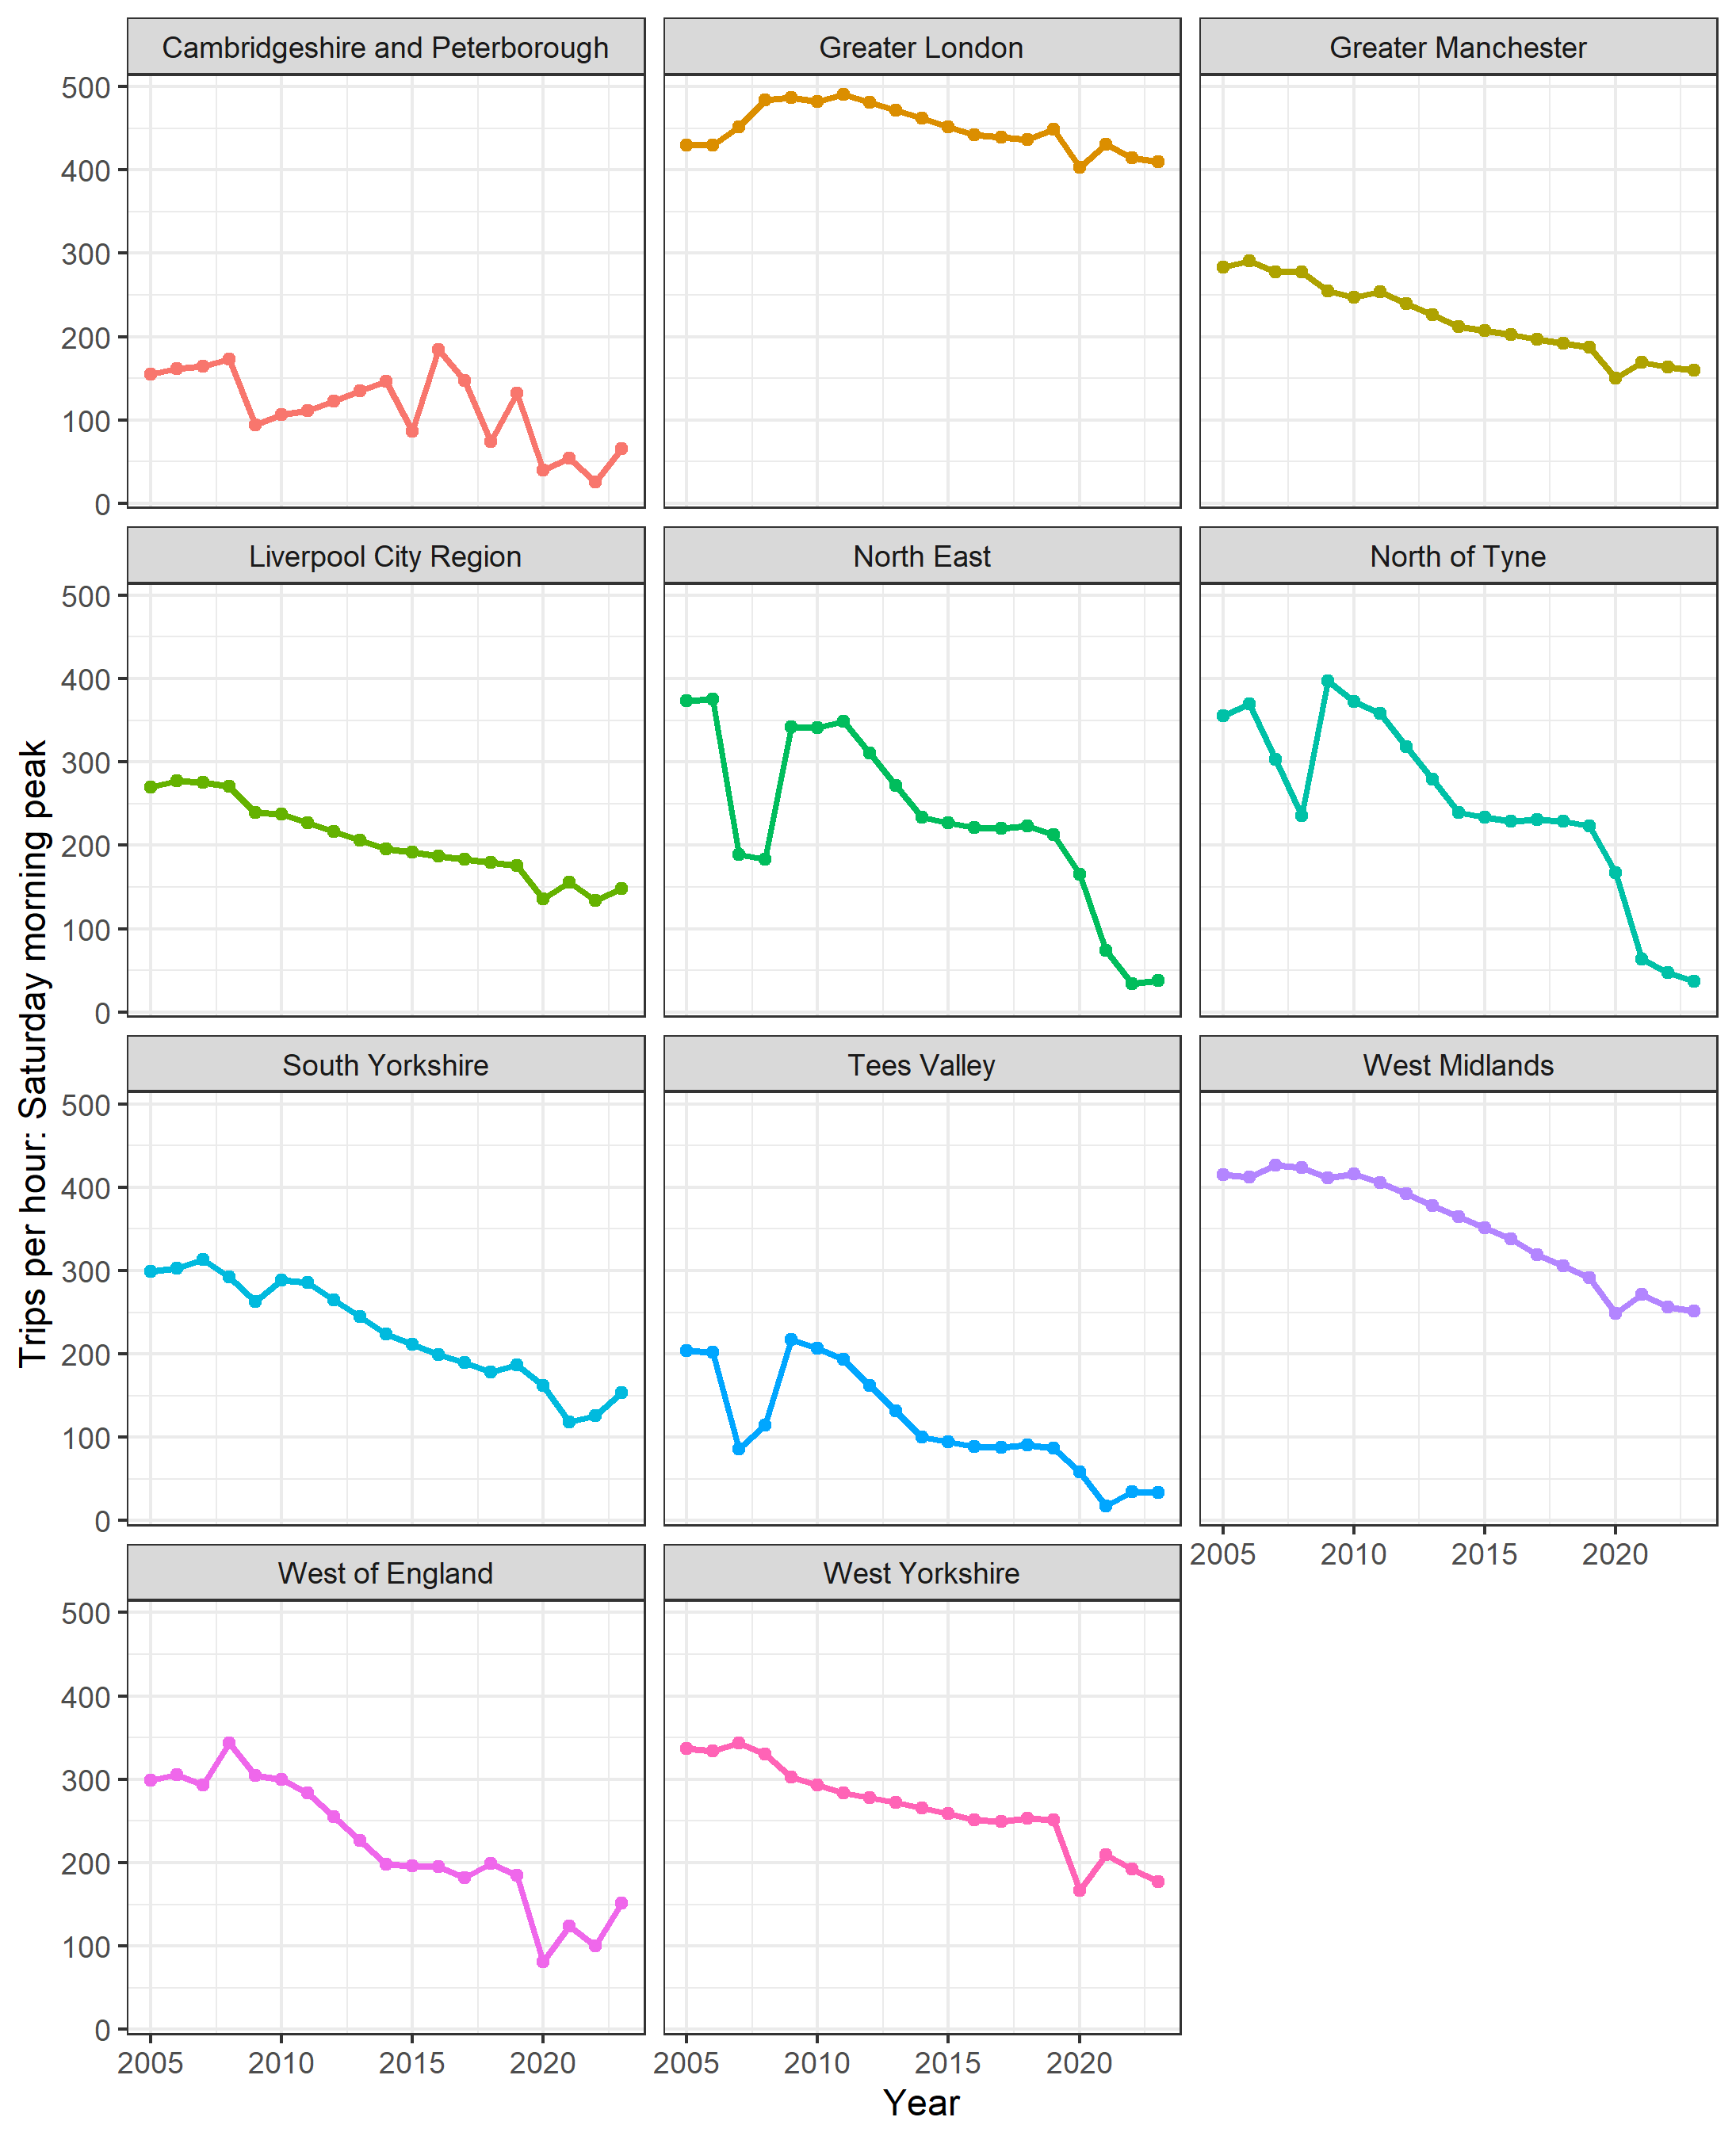 Cambridgeshire and Peterborough
Greater London
Greater Manchester
500
400
300
200
100
0
Liverpool City Region
North East
North of Tyne
500
400
300
200
100
0
South Yorkshire
Tees Valley
West Midlands
500
400
300
200
100
0
2005 2010 2015 2020
West of England
West Yorkshire
500
400
300
200
100
0
2005 2010 2015 2020
2005 2010 2015 2020
Year
Trips per hour: Saturday morning peak